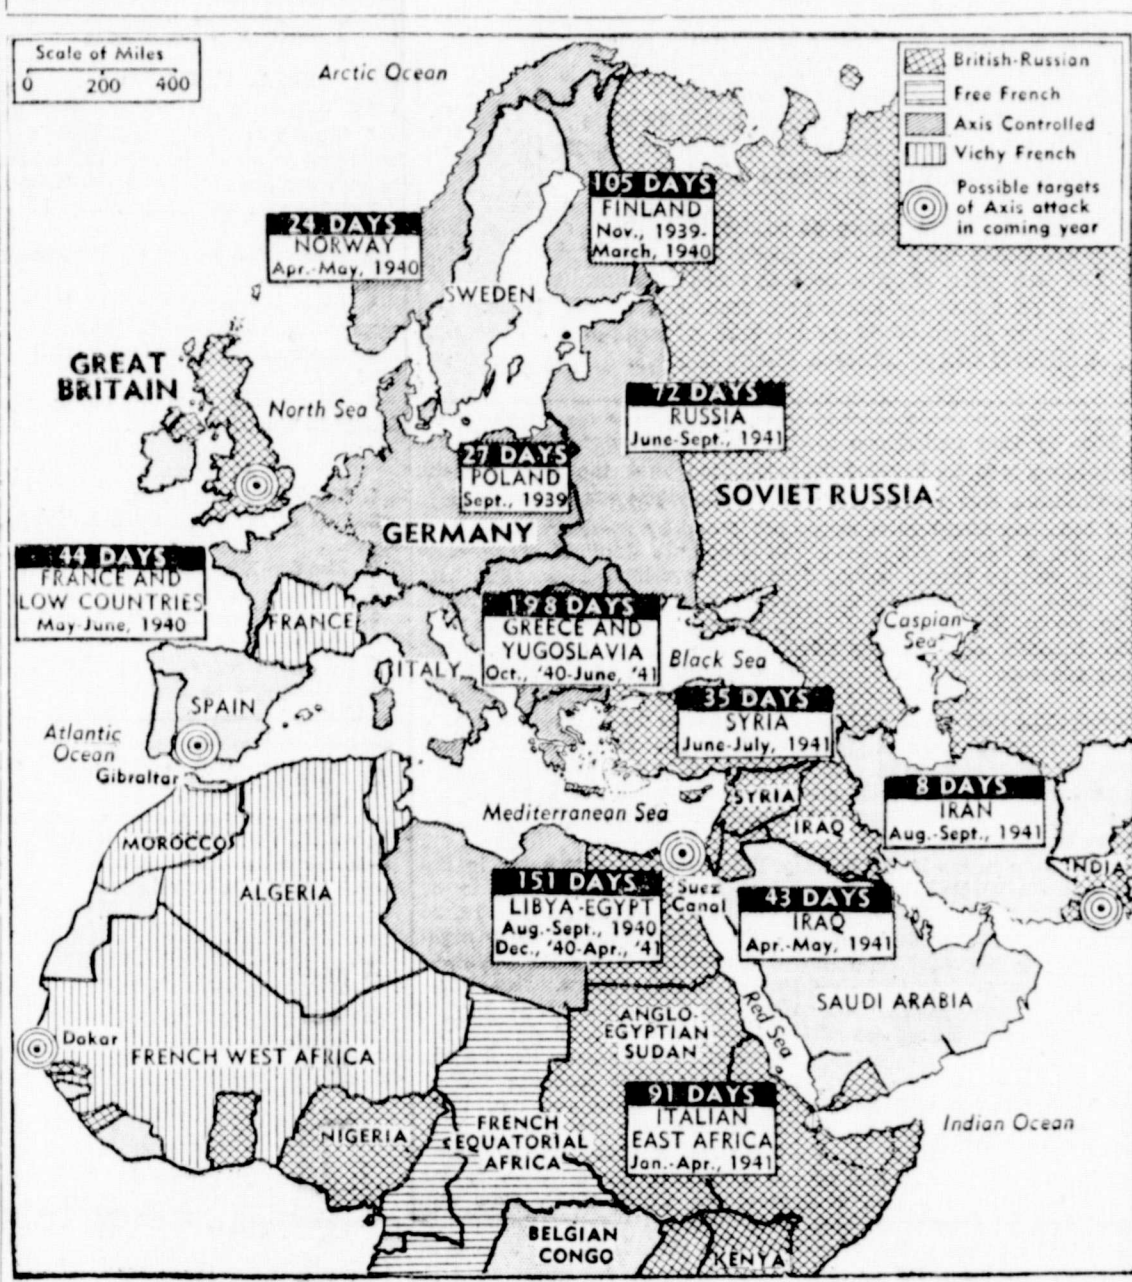 Scale of Miles
0 200 400
Arctic Ocean
British-Russian
Free French
Axis Controlled
Vichy French
Possible targets
of Axis attack
in coming year
105 DAYS
FINLAND
Nov., 1939-
March, 1940
24 DAYS
NORWAY
Apr.-May, 1940
SWEDEN
GREAT
BRITAIN
North Sea
72 DAYS
RUSSIA
June-Sept., 1941
27 DAYS
POLAND
Sept., 1939
SOVIET RUSSIA
GERMANY
44 DAYS
FRANCE AND
LOW COUNTRIES
May-June, 1940
FRANCE
198 DAYS
GREECE AND
YUGOSLAVIA
Oct., '40-June, '41
Caspian
Sea
Black Sea
ITALY
SPAIN
35 DAYS
SYRIA
June-July, 1941
Atlantic
Ocean
Gibraltar
8 DAYS
IRAN
Aug.-Sept., 1941
SYRIA
Mediterranean Sea
IRAQ
MOROCCO
INDIA
ALGERIA
151 DAYS
LIBYA-EGYPT
Aug.-Sept., 1940
Dec., '40-Apr., '41
Suez
Canal
43 DAYS
IRAQ
Apr.-May, 1941
SAUDI ARABIA
Red Sea
ANGLO-
EGYPTIAN
SUDAN
Dakar
FRENCH WEST AFRICA
91 DAYS
ITALIAN
EAST AFRICA
Jan.-Apr., 1941
Indian Ocean
NIGERIA
FRENCH
EQUATORIAL
AFRICA
BELGIAN
CONGO
KENYA